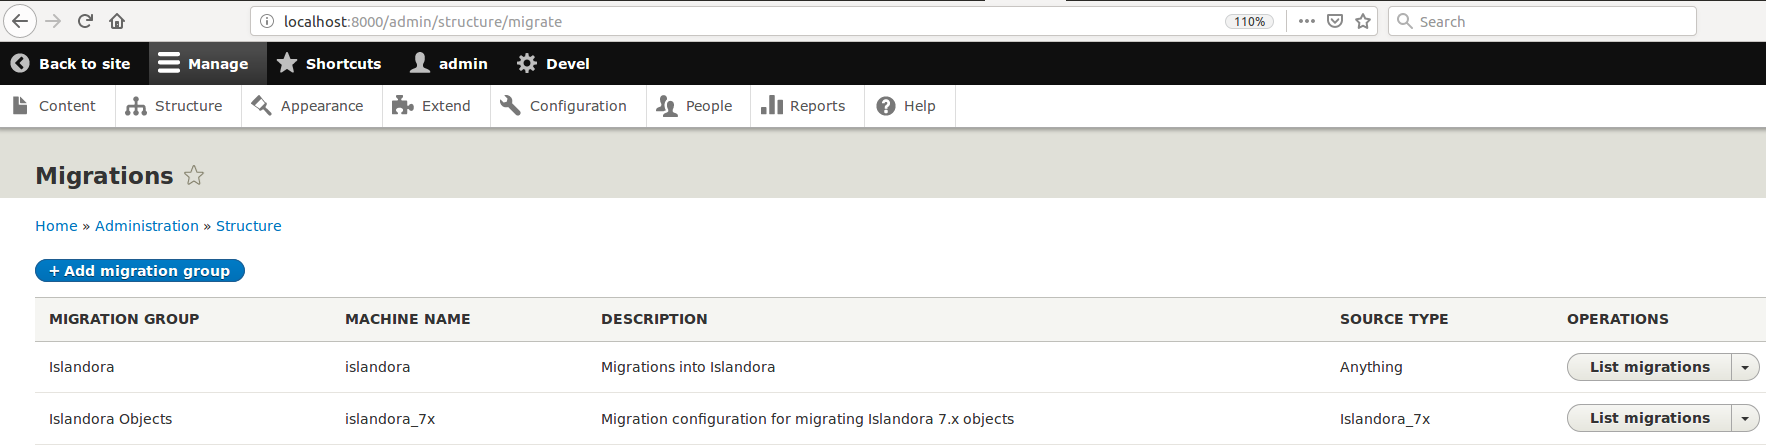 localhost:8000/admin/structure/migrate 110% Search
Back to site Manage Shortcuts admin Devel
Content Structure Appearance Extend Configuration People Reports Help
Migrations
Home » Administration » Structure
+ Add migration group
MIGRATION GROUP MACHINE NAME DESCRIPTION SOURCE TYPE OPERATIONS
Islandora islandora Migrations into Islandora Anything List migrations
Islandora Objects islandora_7x Migration configuration for migrating Islandora 7.x objects Islandora_7x List migrations